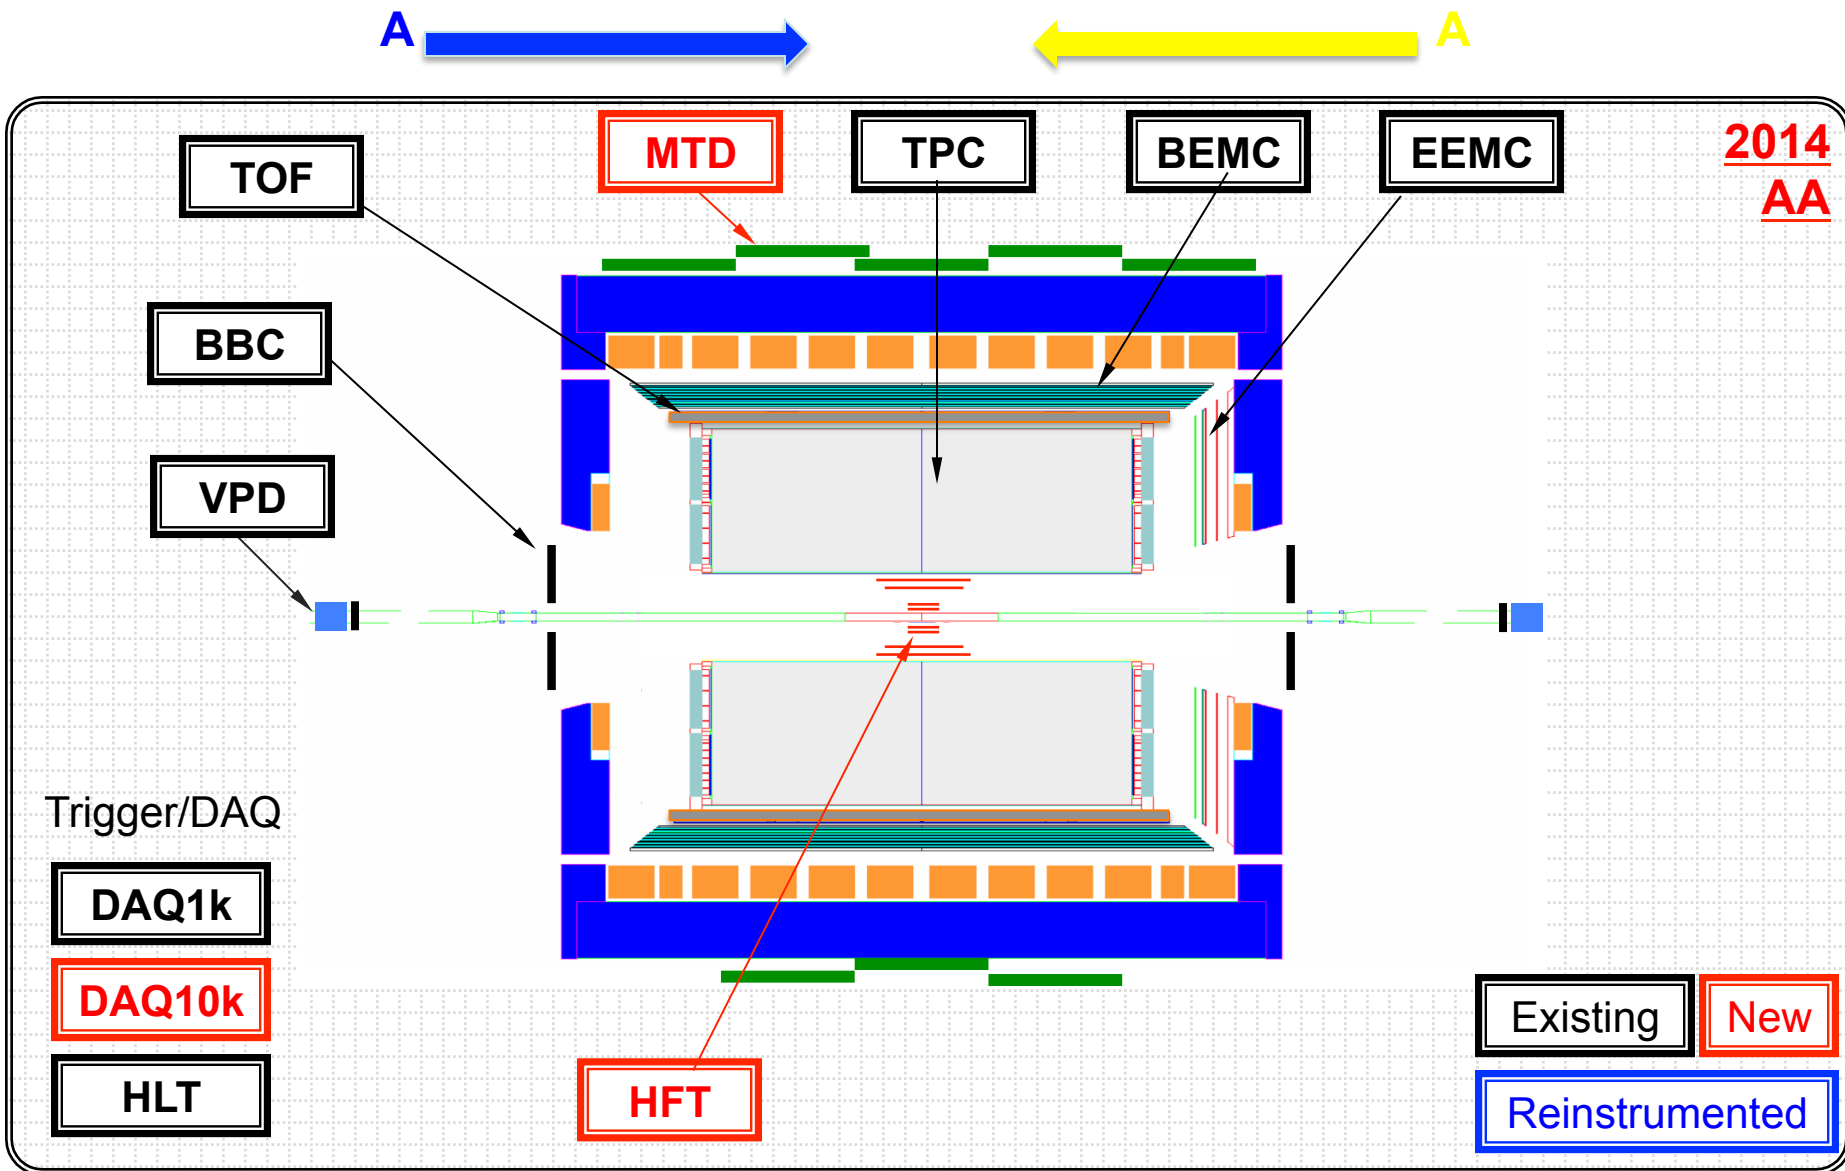 A
A
MTD
TPC
BEMC
EEMC
2014
AA
TOF
BBC
VPD
Trigger/DAQ
DAQ1k
DAQ10k
HLT
HFT
Existing
New
Reinstrumented